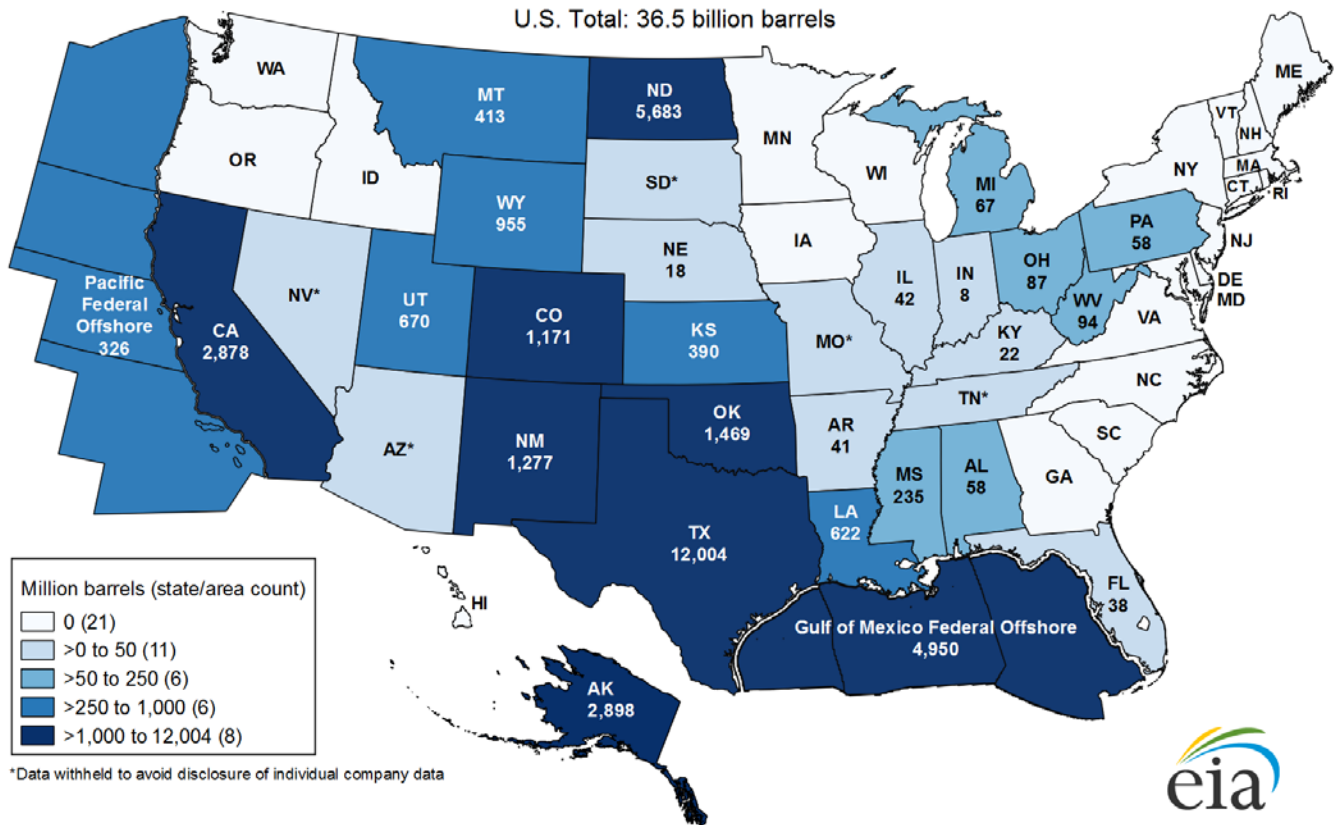 U.S. Total: 36.5 billion barrels
WA
MT
413
ND
5,683
MN
ME
VT
NH
OR
ID
SD*
WI
NY
MA
CT
RI
WY
955
MI
67
IA
PA
58
NJ
NE
18
OH
87
Pacific
Federal
Offshore
326
NV*
UT
670
IL
42
IN
8
DE
MD
CA
2,878
CO
1,171
KS
390
WV
94
VA
MO*
KY
22
NC
TN*
OK
1,469
AR
41
AZ*
NM
1,277
SC
MS
235
AL
58
GA
LA
622
TX
12,004
FL
38
HI
Gulf of Mexico Federal Offshore
4,950
AK
2,898
Million barrels (state/area count)
0 (21)
>0 to 50 (11)
>50 to 250 (6)
>250 to 1,000 (6)
>1,000 to 12,004 (8)
*Data withheld to avoid disclosure of individual company data
eia